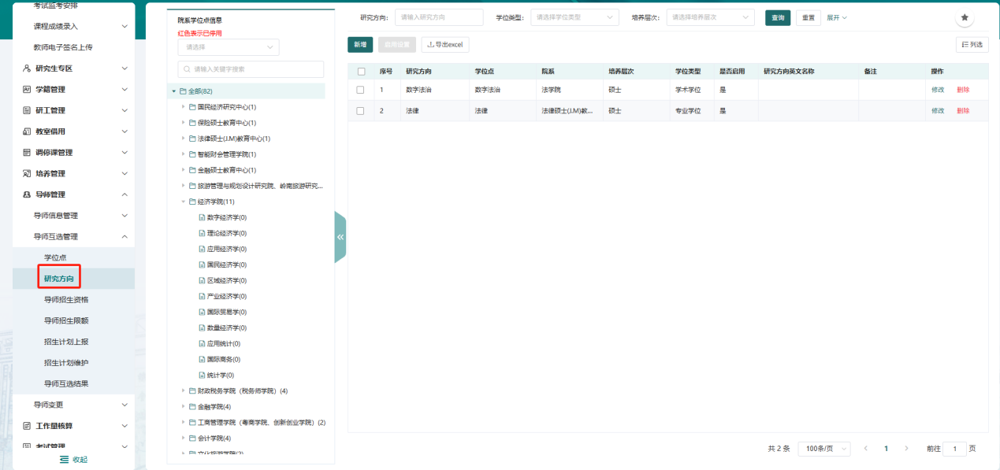 考试监考安排
课程成绩录入
教师电子签名上传
研究生专区
学籍管理
研工管理
教室借用
调停课管理
培养管理
导师管理
导师信息管理
导师互选管理
学位点
研究方向
导师招生资格
导师招生限额
招生计划上报
招生计划维护
导师互选结果
导师变更
工作量核算
考试管理
收起
院系学位点信息
红色表示已停用
请选择
请输入关键字搜索
全部(82)
国民经济研究中心(1)
保险硕士教育中心(1)
法律硕士(J.M)教育中心(1)
智能财会管理学院(1)
金融硕士教育中心(1)
旅游管理与规划设计研究院、岭南旅游研究...
经济学院(11)
数字经济学(0)
理论经济学(0)
应用经济学(0)
国民经济学(0)
区域经济学(0)
产业经济学(0)
国际贸易学(0)
数量经济学(0)
应用统计(0)
国际商务(0)
统计学(0)
财政税务学院（税务师学院）(4)
金融学院(4)
工商管理学院（粤商学院、创新创业学院）(2)
会计学院(4)
文化旅游学院(2)
研究方向: 请输入研究方向 学位类型: 请选择学位类型 培养层次: 请选择培养层次 查询 重置 展开
新增 启用设置 导出excel 列选
序号 研究方向 学位点 院系 培养层次 学位类型 是否启用 研究方向英文名称 备注 操作
1 数字法治 数字法治 法学院 硕士 学术学位 是 修改 删除
2 法律 法律 法律硕士(J.M)教... 硕士 专业学位 是 修改 删除
共 2 条 100条/页 1 前往 1 页